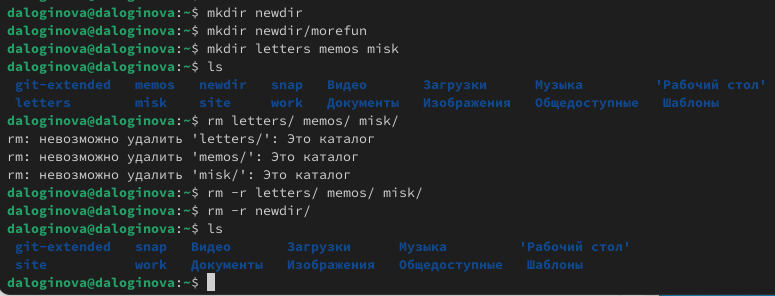 daloginova@daloginova:~$ mkdir newdir
daloginova@daloginova:~$ mkdir newdir/morefun
daloginova@daloginova:~$ mkdir letters memos misk
daloginova@daloginova:~$ ls
git-extended memos newdir snap Видео Загрузки Музыка 'Рабочий стол'
letters misk site work Документы Изображения Общедоступные Шаблоны
daloginova@daloginova:~$ rm letters/ memos/ misk/
rm: невозможно удалить 'letters/': Это каталог
rm: невозможно удалить 'memos/': Это каталог
rm: невозможно удалить 'misk/': Это каталог
daloginova@daloginova:~$ rm -r letters/ memos/ misk/
daloginova@daloginova:~$ rm -r newdir/
daloginova@daloginova:~$ ls
git-extended snap Видео Загрузки Музыка 'Рабочий стол'
site work Документы Изображения Общедоступные Шаблоны
daloginova@daloginova:~$